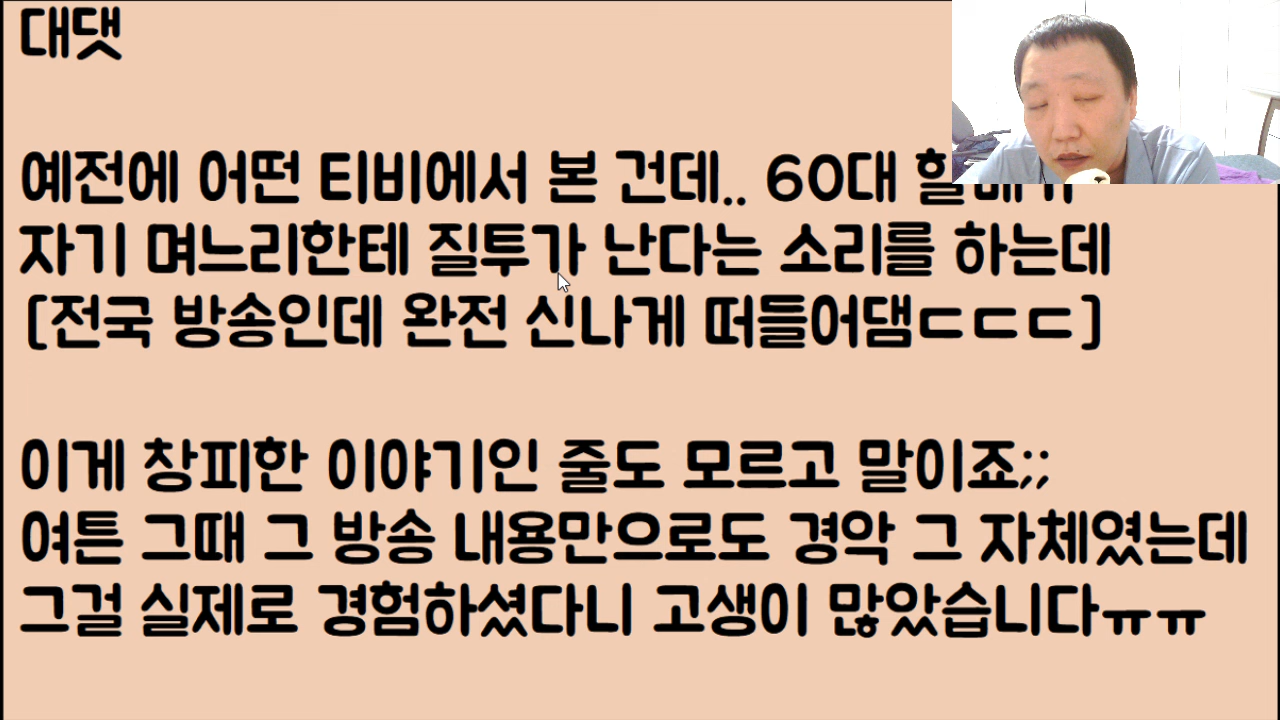 대댓
예전에 어떤 티비에서 본 건데.. 60대
자기 며느리한테 질투가 난다는 소리를 하는데
[전국 방송인데 완전 신나게 떠들어댐ㄷㄷㄷ]
이게 창피한 이야기인 줄도 모르고 말이죠;;
여튼 그때 그 방송 내용만으로도 경악 그 자체였는데
그걸 실제로 경험하셨다니 고생이 많았습니다ㅠㅠ